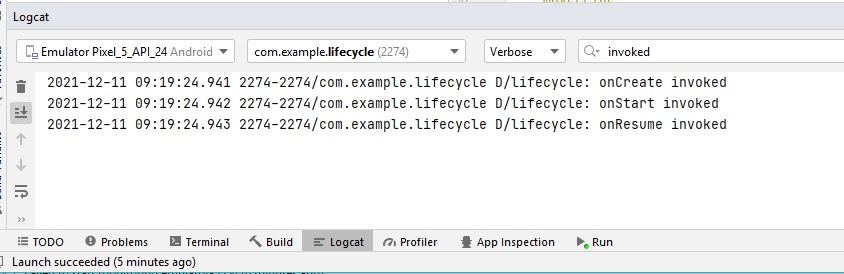 Logcat
Emulator Pixel_5_API_24 Android com.example.lifecycle (2274) Verbose invoked
2021-12-11 09:19:24.941 2274-2274/com.example.lifecycle D/lifecycle: onCreate invoked
2021-12-11 09:19:24.942 2274-2274/com.example.lifecycle D/lifecycle: onStart invoked
2021-12-11 09:19:24.943 2274-2274/com.example.lifecycle D/lifecycle: onResume invoked
TODO Problems Terminal Build Logcat Profiler App Inspection Run
Launch succeeded (5 minutes ago)